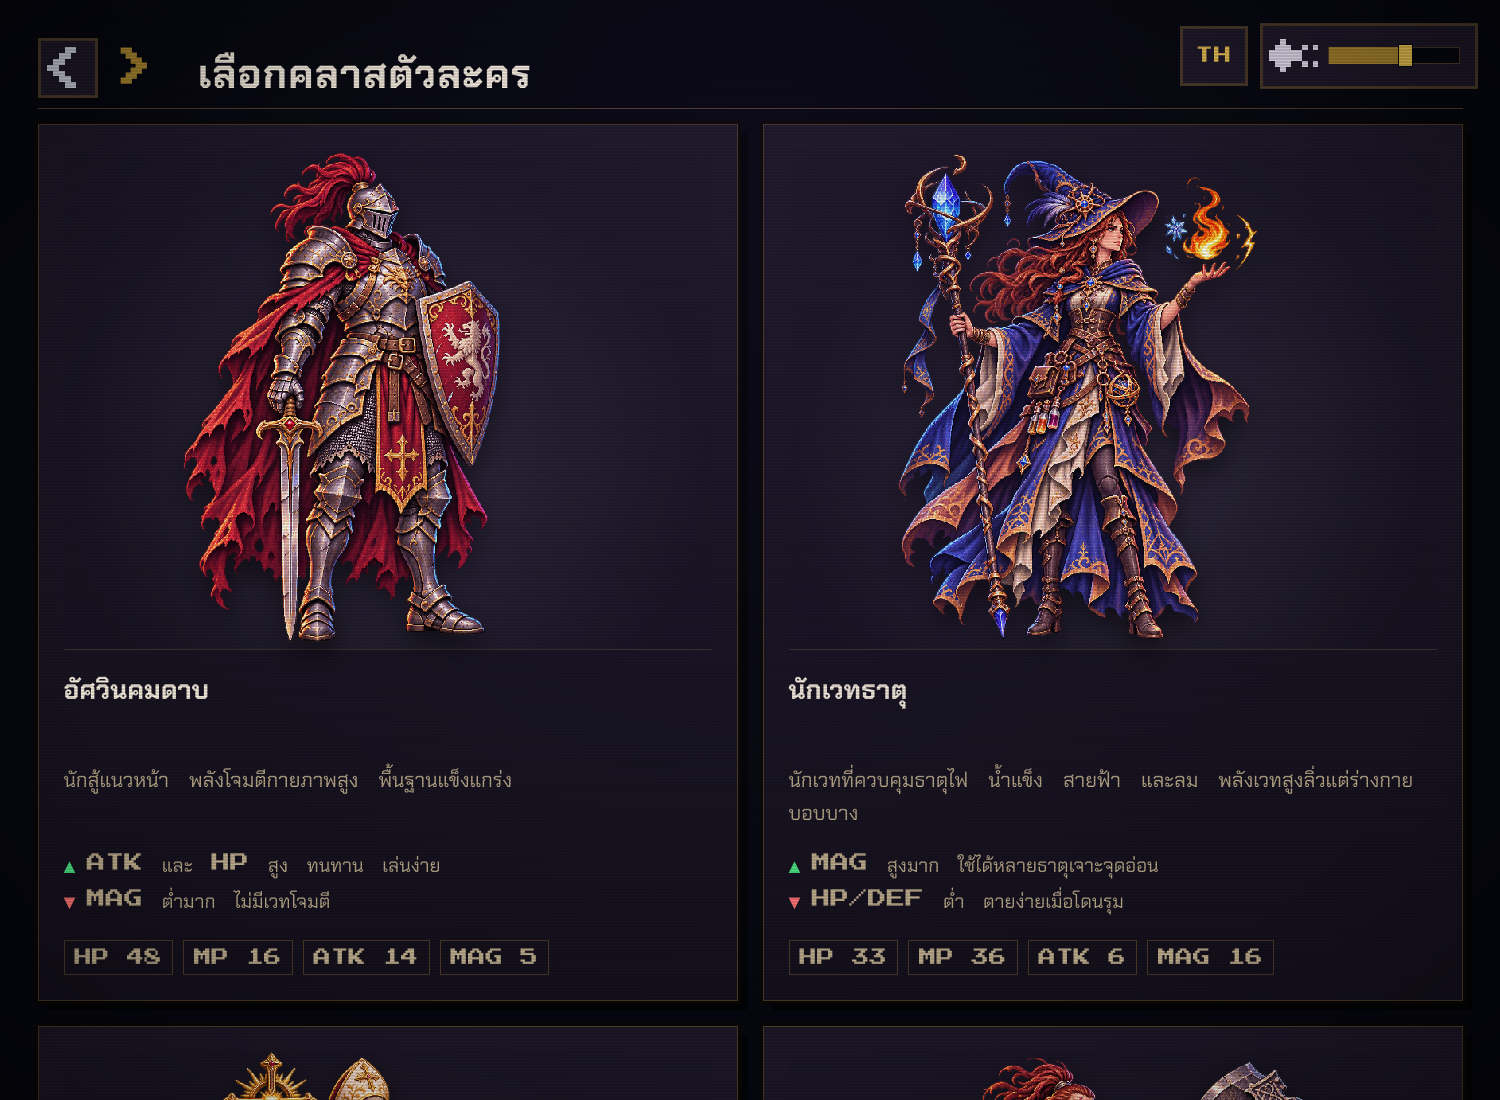 เลือกคลาสตัวละคร
TH
อัศวินคมดาบ
นักสู้แนวหน้า พลังโจมตีกายภาพสูง พื้นฐานแข็งแกร่ง
▲ ATK และ HP สูง ทนทาน เล่นง่าย
▼ MAG ต่ำมาก ไม่มีเวทโจมตี
HP 48 MP 16 ATK 14 MAG 5
นักเวทธาตุ
นักเวทที่ควบคุมธาตุไฟ น้ำแข็ง สายฟ้า และลม พลังเวทสูงลิ่วแต่ร่างกาย
บอบบาง
▲ MAG สูงมาก ใช้ได้หลายธาตุเจาะจุดอ่อน
▼ HP/DEF ต่ำ ตายง่ายเมื่อโดนรุม
HP 33 MP 36 ATK 6 MAG 16